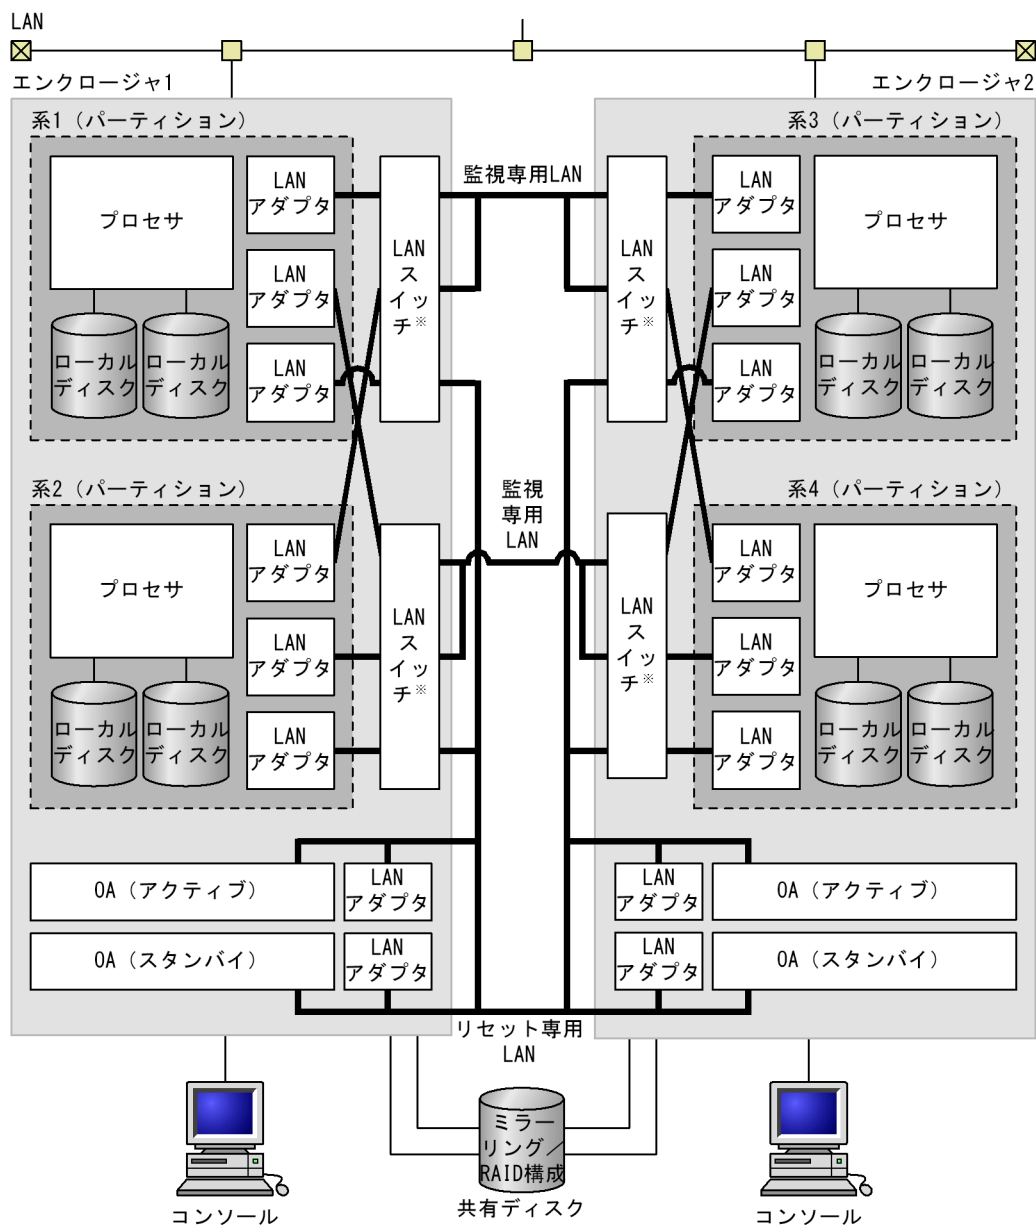 LAN
エンクロージャ1
エンクロージャ2
系1（パーティション）
系3（パーティション）
プロセサ
LAN
アダプタ
LAN
アダプタ
LAN
アダプタ
ローカル
ディスク
ローカル
ディスク
LAN
スイッチ※
監視専用LAN
LAN
スイッチ※
LAN
アダプタ
LAN
アダプタ
LAN
アダプタ
プロセサ
ローカル
ディスク
ローカル
ディスク
系2（パーティション）
監視
専用
LAN
系4（パーティション）
プロセサ
LAN
アダプタ
LAN
アダプタ
LAN
アダプタ
ローカル
ディスク
ローカル
ディスク
LAN
スイッチ※
LAN
スイッチ※
LAN
アダプタ
LAN
アダプタ
LAN
アダプタ
プロセサ
ローカル
ディスク
ローカル
ディスク
OA（アクティブ）
LAN
アダプタ
LAN
アダプタ
OA（アクティブ）
OA（スタンバイ）
LAN
アダプタ
LAN
アダプタ
OA（スタンバイ）
リセット専用
LAN
ミラー
リング／
RAID構成
共有ディスク
コンソール
コンソール